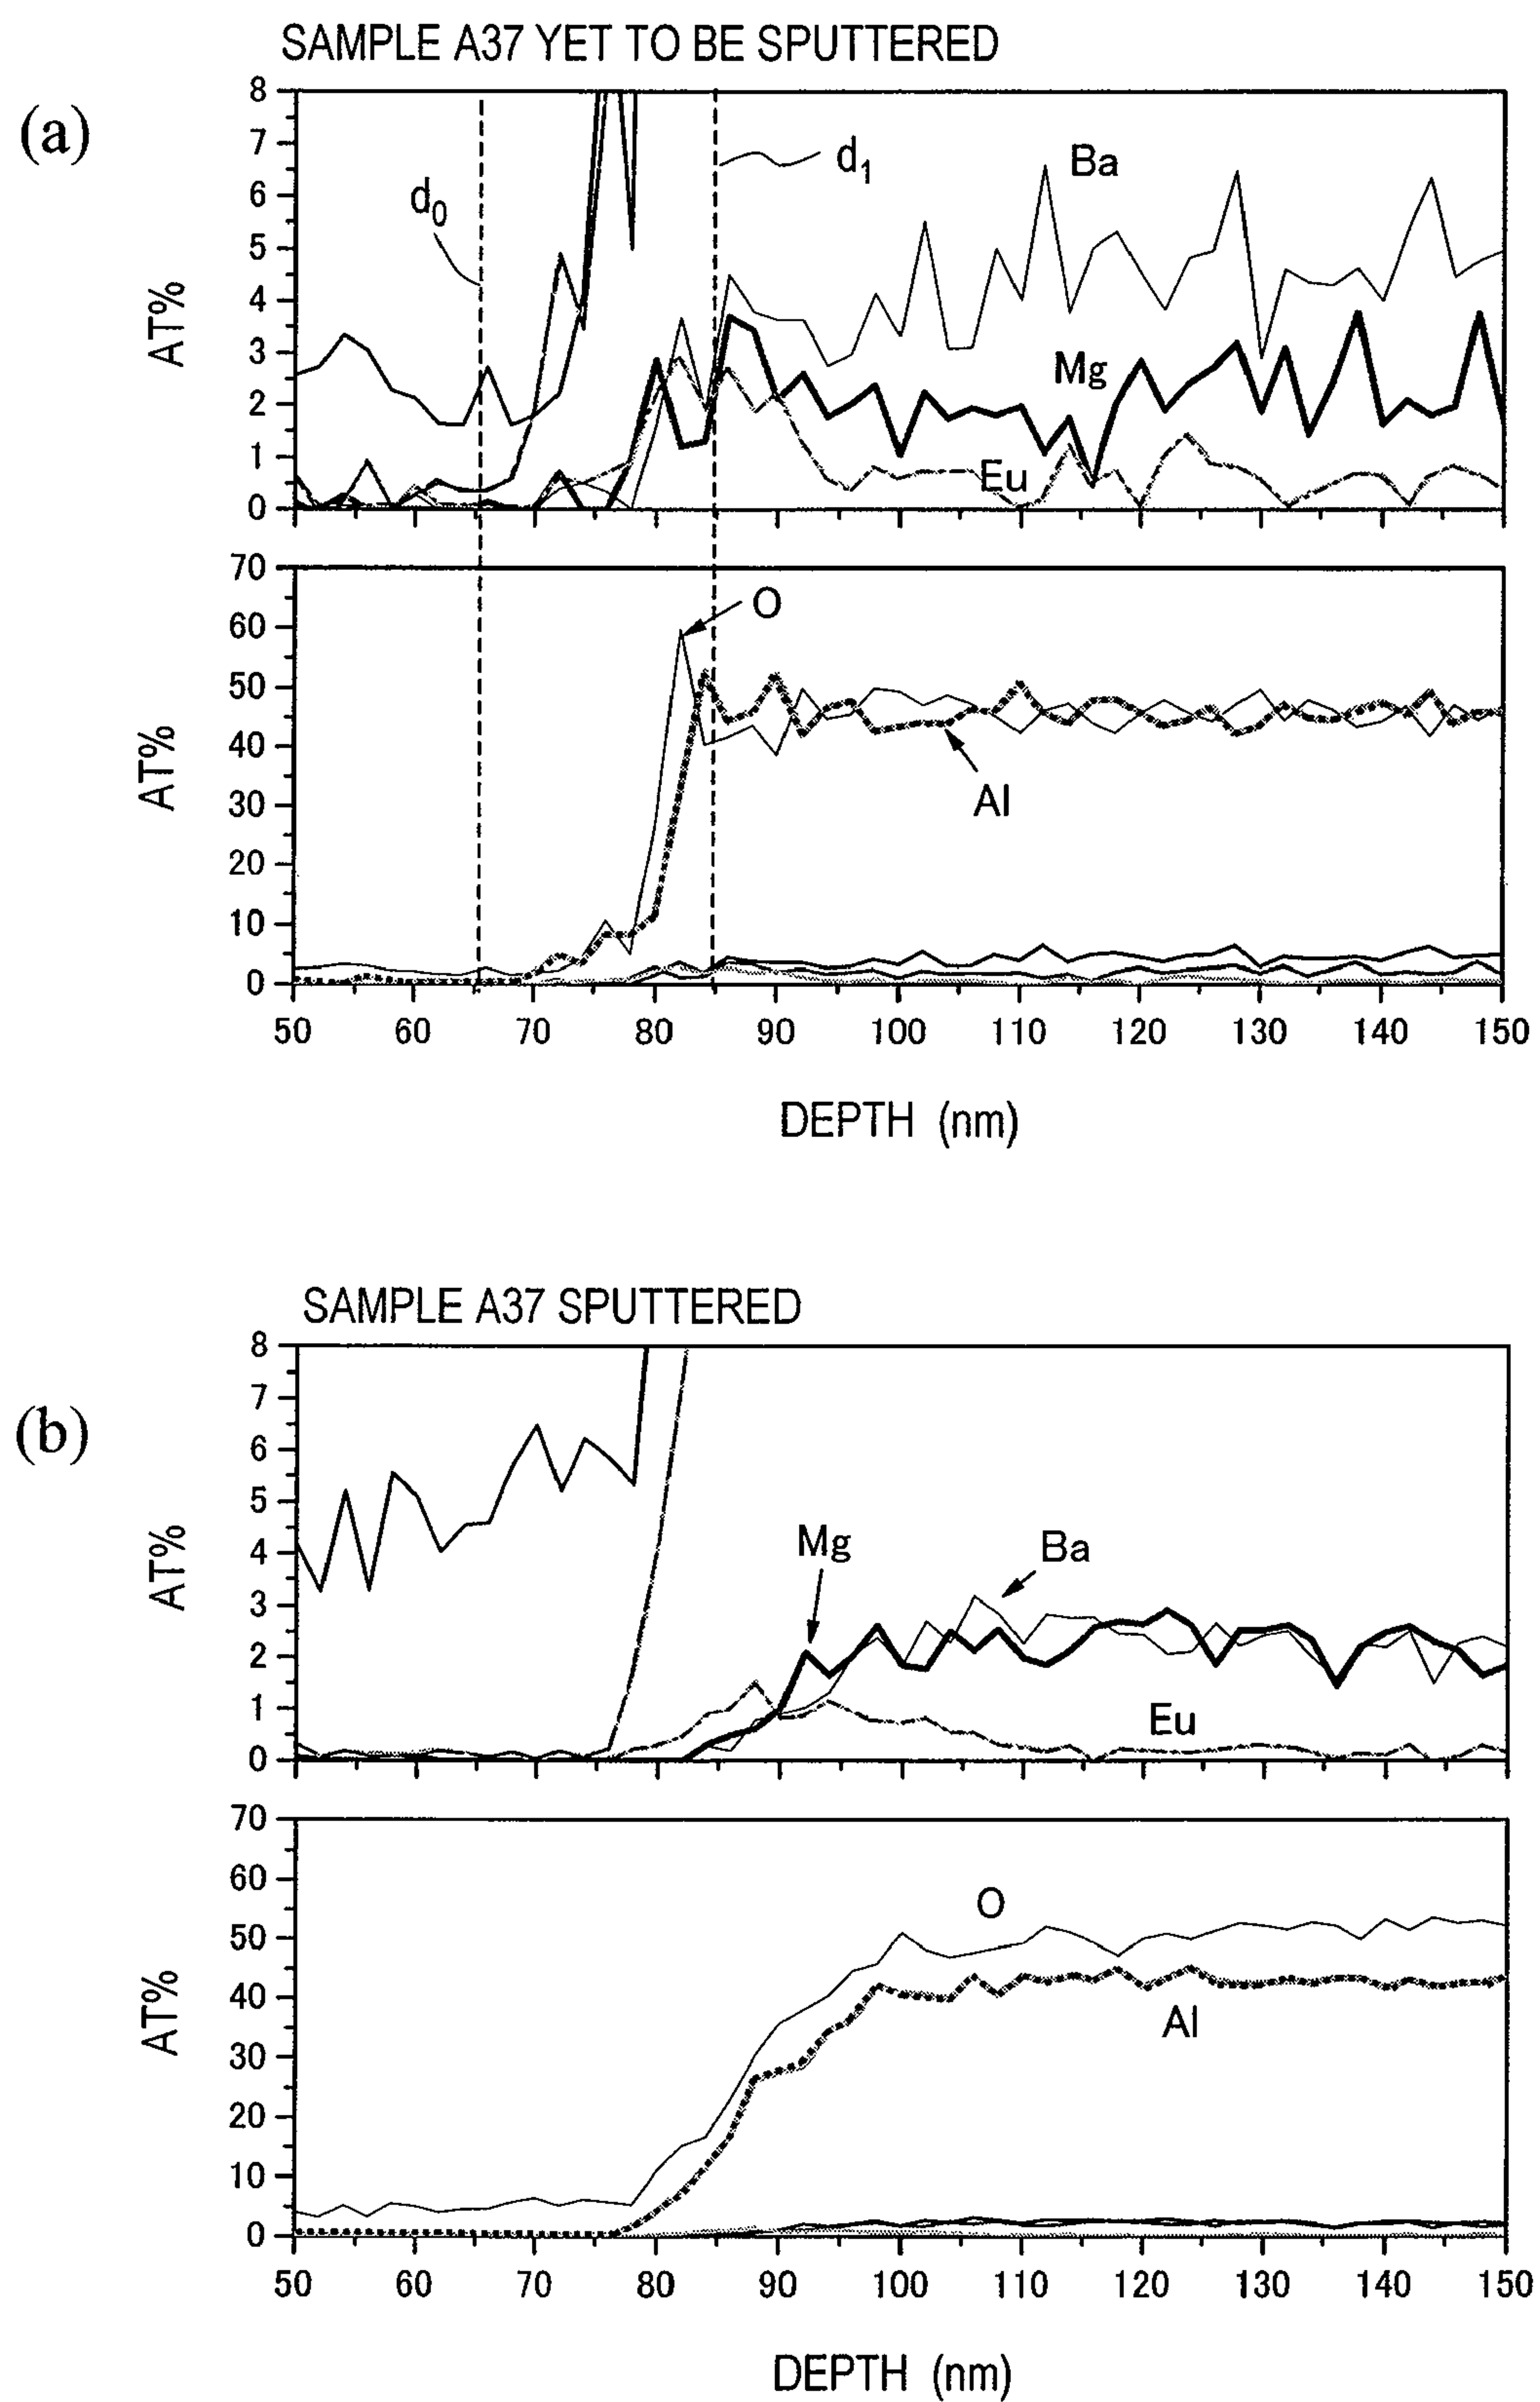 SAMPLE A37 YET TO BE SPUTTERED
(a)
8
7
6
5
4
3
2
1
0
AT%
d0
d1
Ba
Mg
Eu
70
60
50
40
30
20
10
0
AT%
O
Al
50 60 70 80 90 100 110 120 130 140 150
DEPTH (nm)
SAMPLE A37 SPUTTERED
(b)
8
7
6
5
4
3
2
1
0
AT%
Mg
Ba
Eu
70
60
50
40
30
20
10
0
AT%
O
Al
50 60 70 80 90 100 110 120 130 140 150
DEPTH (nm)